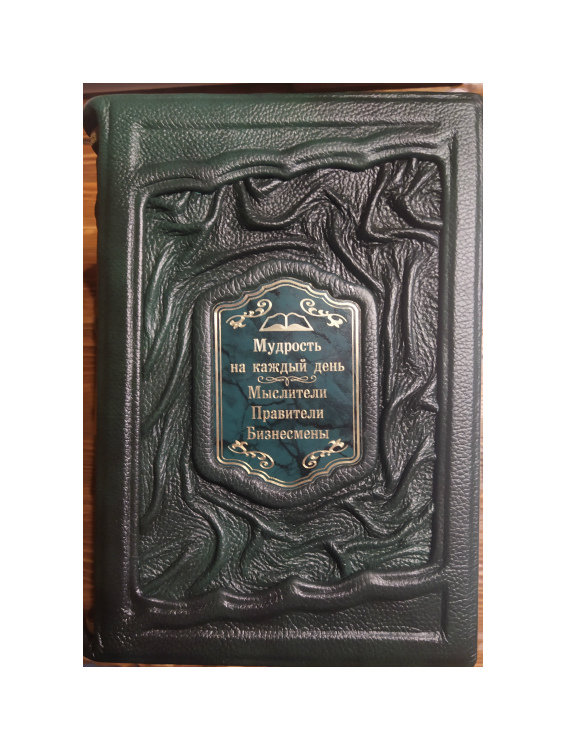 Мудрость
на каждый день
Мыслители
Правители
Бизнесмены